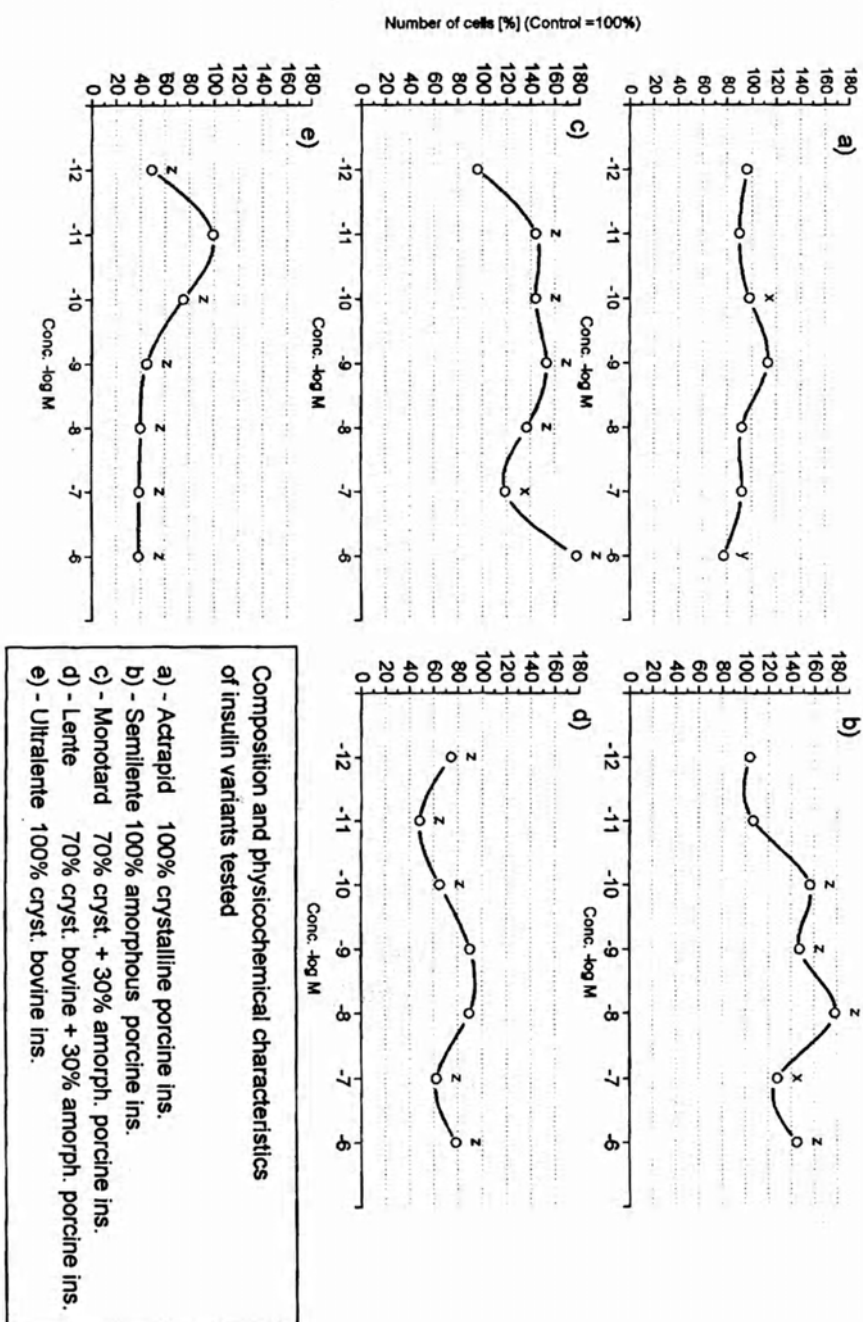 Number of cells [%] (Control =100%)
a)
180
160
140
120
100
80
60
40
20
0
-12
-11
-10
-9
-8
-7
-6
x
y
Conc. -log M
b)
180
160
140
120
100
80
60
40
20
0
-12
-11
-10
-9
-8
-7
-6
z
z
z
x
z
Conc. -log M
c)
180
160
140
120
100
80
60
40
20
0
-12
-11
-10
-9
-8
-7
-6
z
z
z
z
x
z
Conc. -log M
d)
180
160
140
120
100
80
60
40
20
0
-12
-11
-10
-9
-8
-7
-6
z
z
z
z
z
Conc. -log M
e)
180
160
140
120
100
80
60
40
20
0
-12
-11
-10
-9
-8
-7
-6
z
z
z
z
z
z
Conc. -log M
Composition and physicochemical characteristics
of insulin variants tested
a) - Actrapid 100% crystalline porcine ins.
b) - Semilente 100% amorphous porcine ins.
c) - Monotard 70% cryst. + 30% amorph. porcine ins.
d) - Lente 70% cryst. bovine + 30% amorph. porcine ins.
e) - Ultralente 100% cryst. bovine ins.